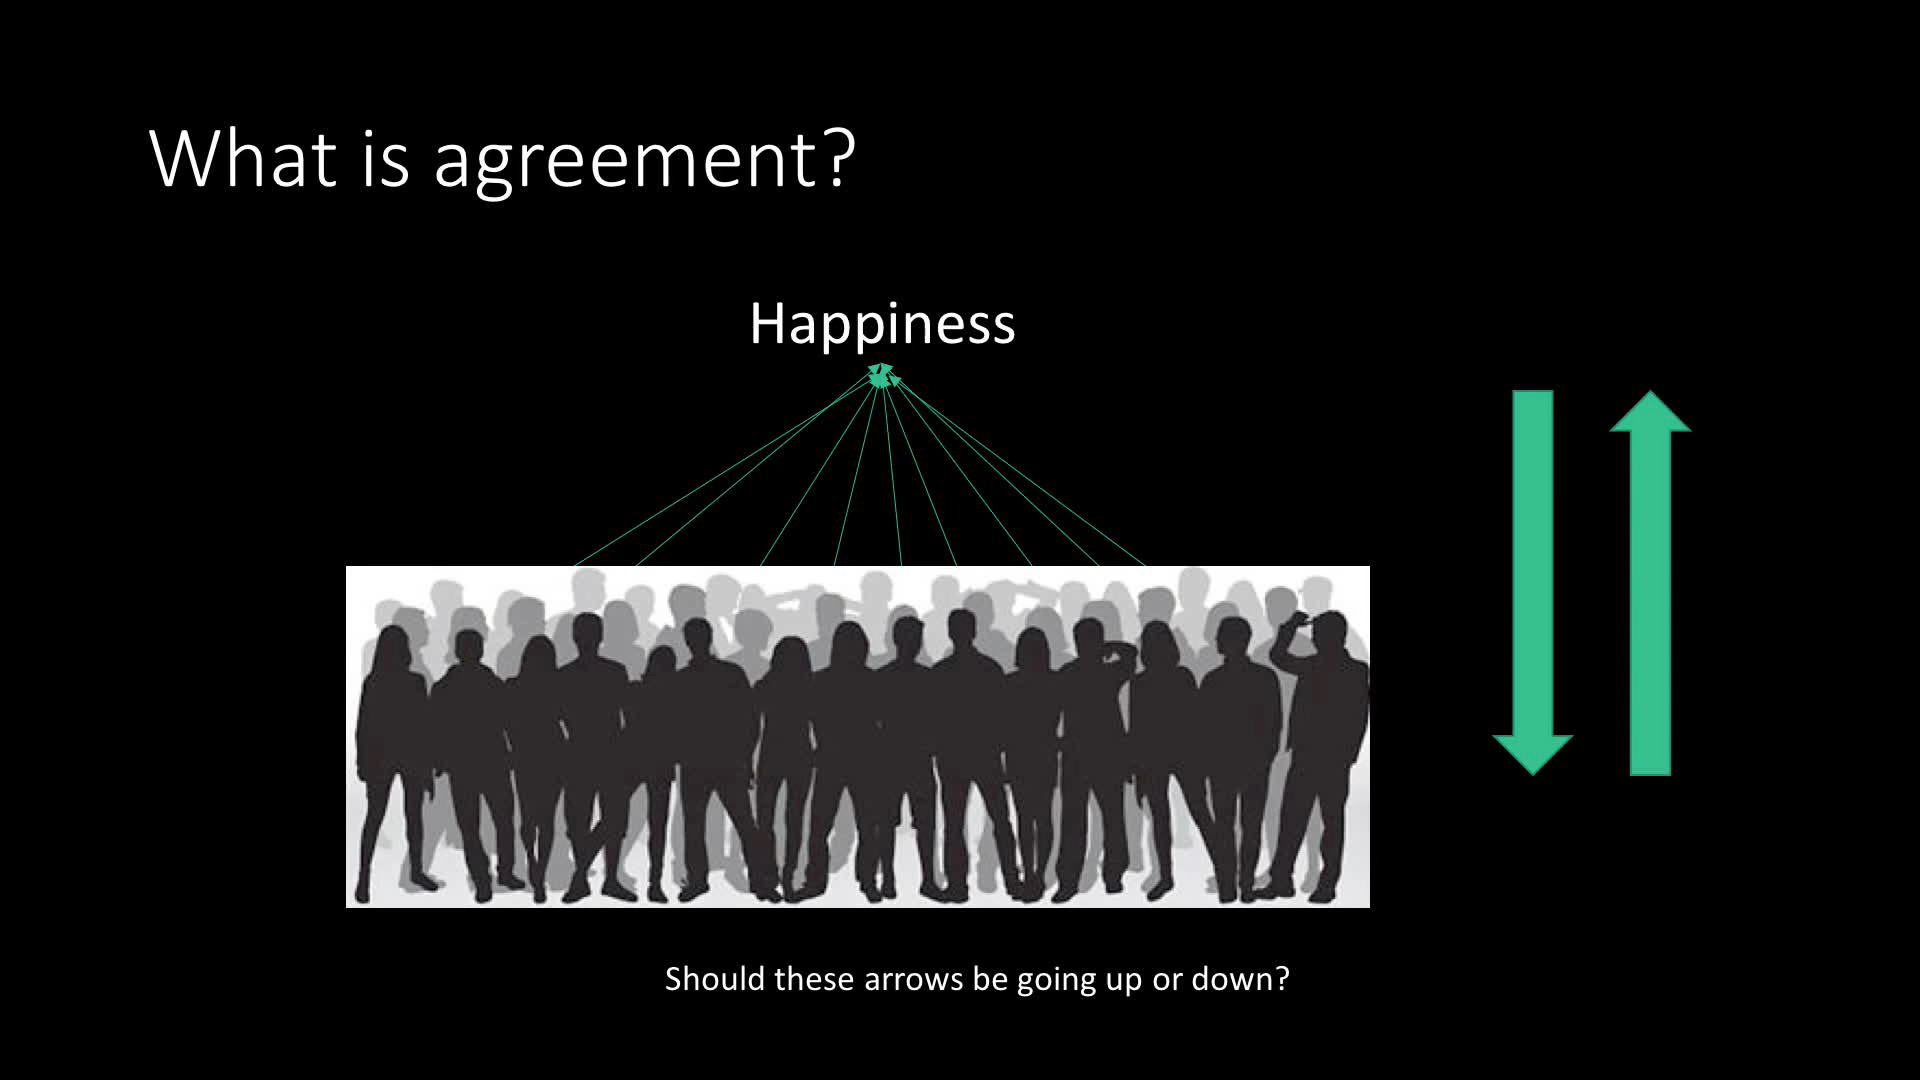 What is agreement?
Happiness
Should these arrows be going up or down?